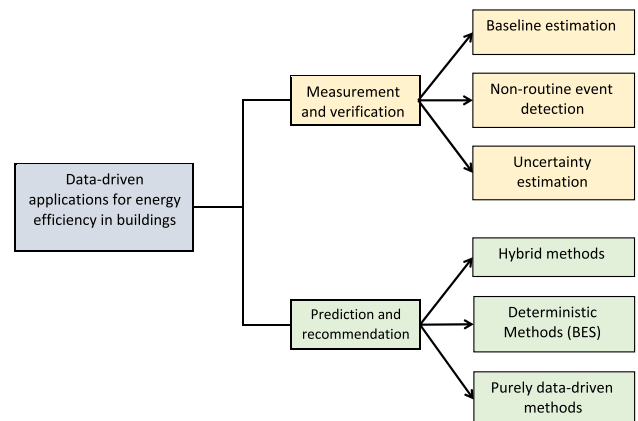 Data-driven
applications for energy
efficiency in buildings
Measurement
and verification
Baseline estimation
Non-routine event
detection
Uncertainty
estimation
Prediction and
recommendation
Hybrid methods
Deterministic
Methods (BES)
Purely data-driven
methods